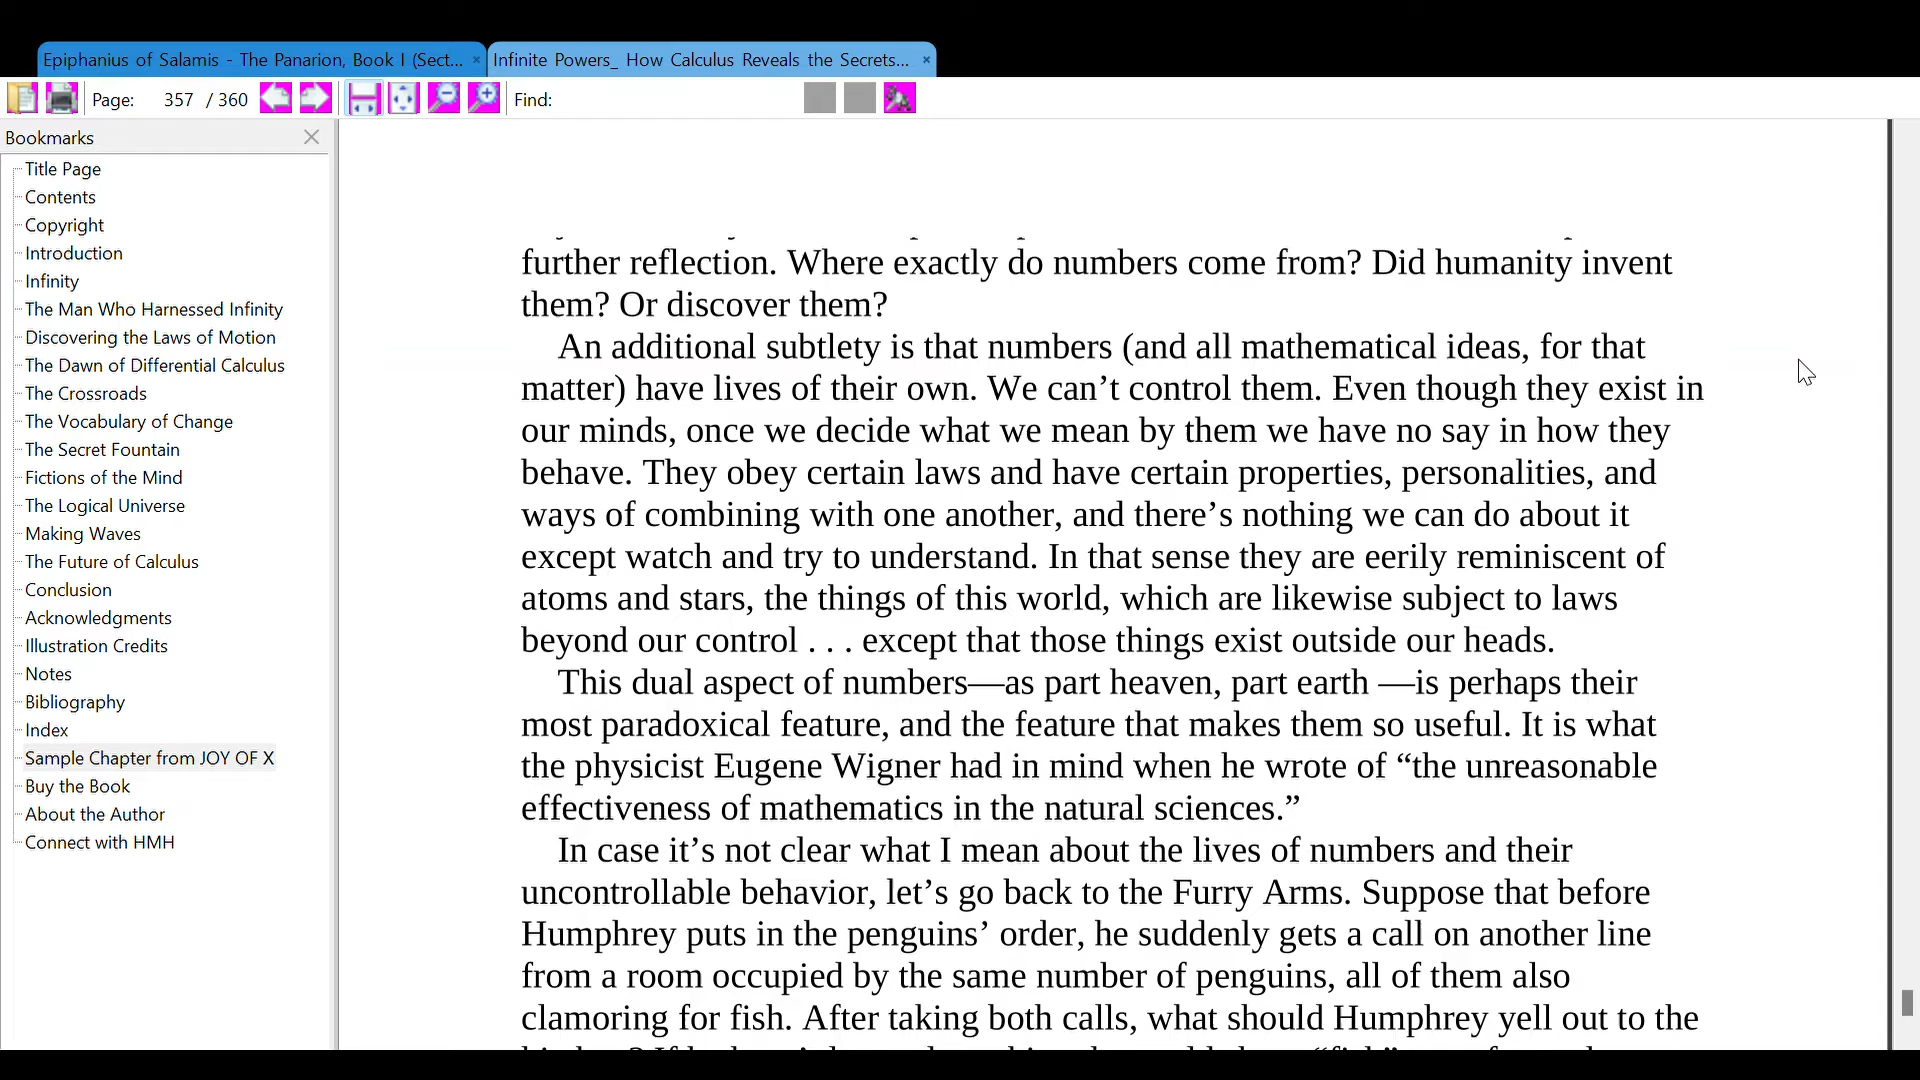 Epiphanius of Salamis - The Panarion, Book I (Sect...
Infinite Powers_ How Calculus Reveals the Secrets...
Page: 357 / 360
Find:
Bookmarks
Title Page
Contents
Copyright
Introduction
Infinity
The Man Who Harnessed Infinity
Discovering the Laws of Motion
The Dawn of Differential Calculus
The Crossroads
The Vocabulary of Change
The Secret Fountain
Fictions of the Mind
The Logical Universe
Making Waves
The Future of Calculus
Conclusion
Acknowledgments
Illustration Credits
Notes
Bibliography
Index
Sample Chapter from JOY OF X
Buy the Book
About the Author
Connect with HMH
further reflection. Where exactly do numbers come from? Did humanity invent
them? Or discover them?
An additional subtlety is that numbers (and all mathematical ideas, for that
matter) have lives of their own. We can’t control them. Even though they exist in
our minds, once we decide what we mean by them we have no say in how they
behave. They obey certain laws and have certain properties, personalities, and
ways of combining with one another, and there’s nothing we can do about it
except watch and try to understand. In that sense they are eerily reminiscent of
atoms and stars, the things of this world, which are likewise subject to laws
beyond our control . . . except that those things exist outside our heads.
This dual aspect of numbers—as part heaven, part earth —is perhaps their
most paradoxical feature, and the feature that makes them so useful. It is what
the physicist Eugene Wigner had in mind when he wrote of “the unreasonable
effectiveness of mathematics in the natural sciences.”
In case it’s not clear what I mean about the lives of numbers and their
uncontrollable behavior, let’s go back to the Furry Arms. Suppose that before
Humphrey puts in the penguins’ order, he suddenly gets a call on another line
from a room occupied by the same number of penguins, all of them also
clamoring for fish. After taking both calls, what should Humphrey yell out to the